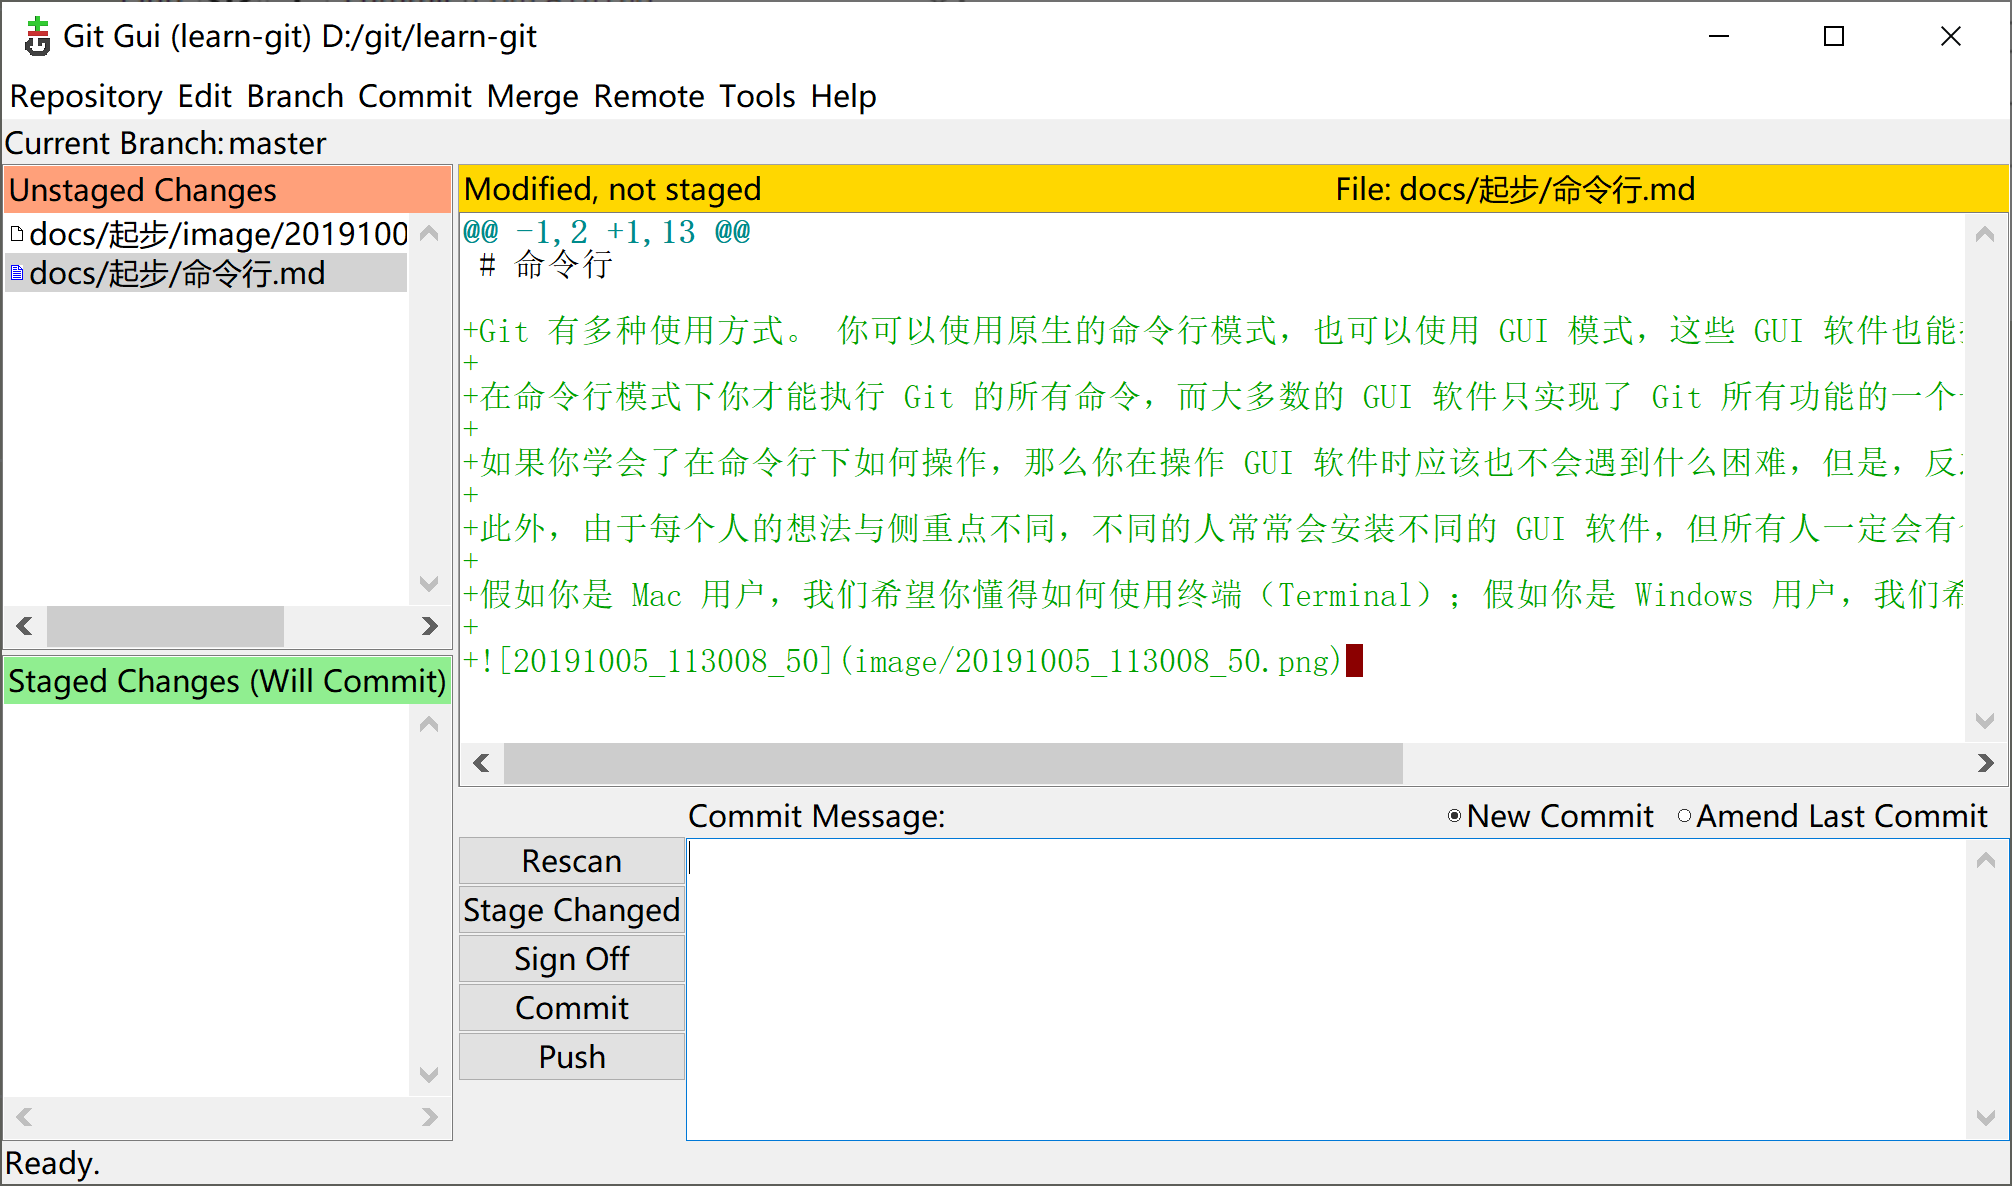 Git Gui (learn-git) D:/git/learn-git
Repository Edit Branch Commit Merge Remote Tools Help
Current Branch: master
Unstaged Changes
docs/起步/image/2019100
docs/起步/命令行.md
Staged Changes (Will Commit)
Modified, not staged File: docs/起步/命令行.md
@@ -1,2 +1,13 @@
# 命令行
+Git 有多种使用方式。 你可以使用原生的命令行模式，也可以使用 GUI 模式，这些 GUI 软件也能
+
+在命令行模式下你才能执行 Git 的所有命令，而大多数的 GUI 软件只实现了 Git 所有功能的一个
+
+如果你学会了在命令行下如何操作，那么你在操作 GUI 软件时应该也不会遇到什么困难，但是，反
+
+此外，由于每个人的想法与侧重点不同，不同的人常常会安装不同的 GUI 软件，但所有人一定会有
+
+假如你是 Mac 用户，我们希望你懂得如何使用终端（Terminal）；假如你是 Windows 用户，我们希
+
+![20191005_113008_50](image/20191005_113008_50.png)
Commit Message: New Commit Amend Last Commit
Rescan
Stage Changed
Sign Off
Commit
Push
Ready.